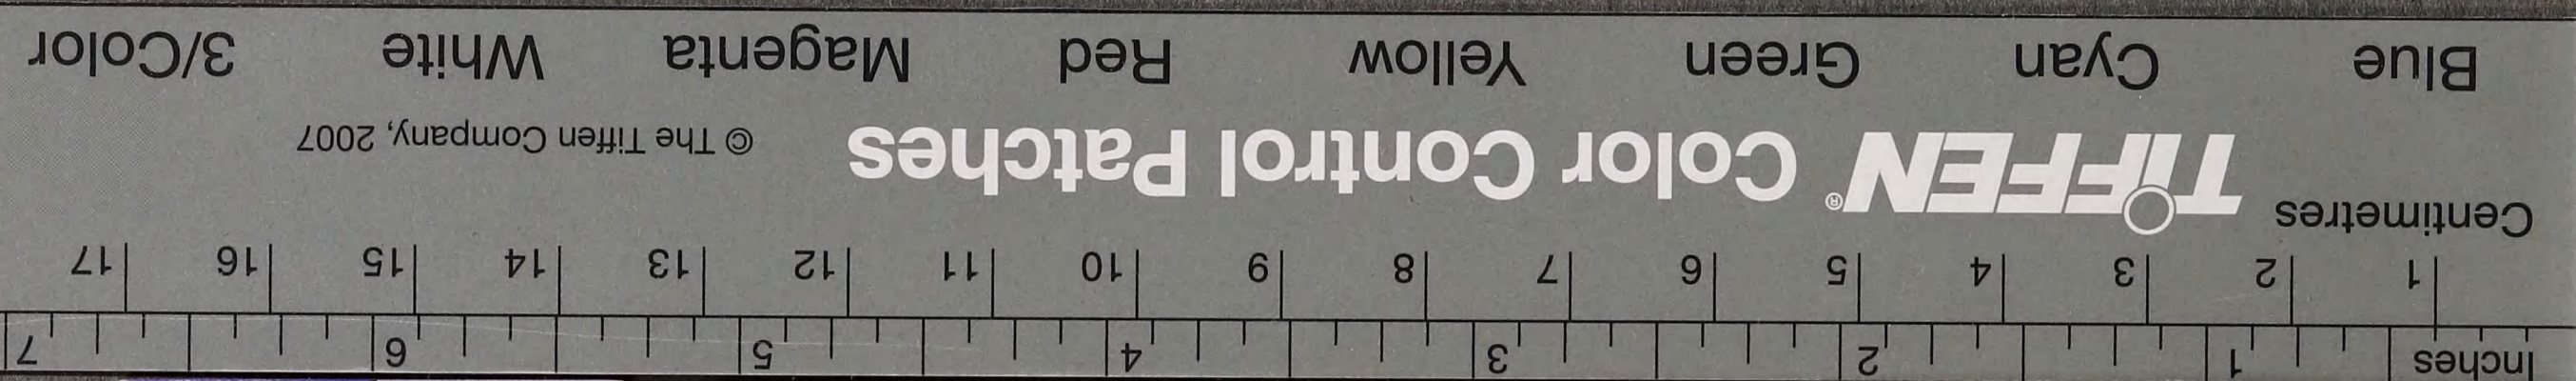 Inches 1 2 3 4 5 6 7
1 2 3 4 5 6 7 8 9 10 11 12 13 14 15 16 17
Centimetres
TIFFEN® Color Control Patches © The Tiffen Company, 2007
Blue Cyan Green Yellow Red Magenta White 3/Color